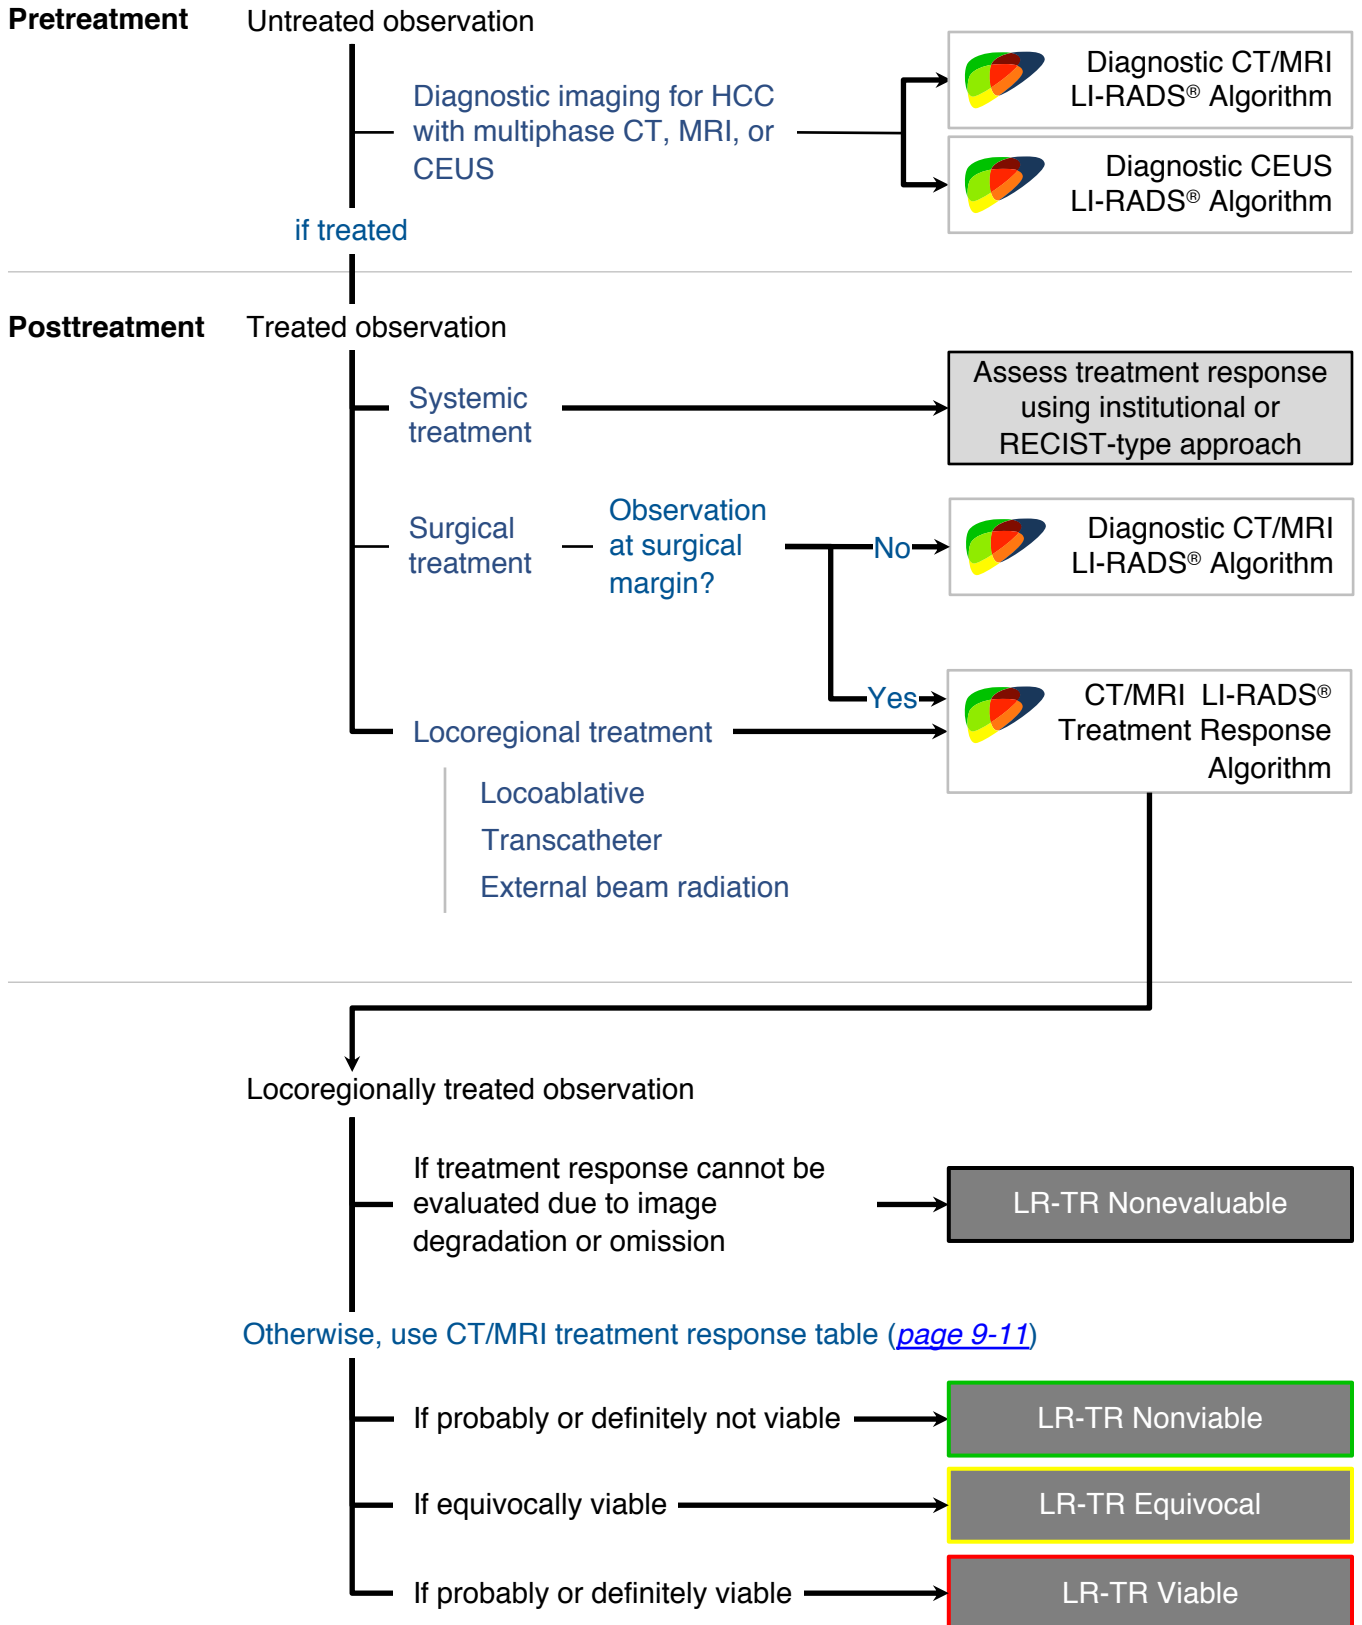 Pretreatment
Untreated observation
Diagnostic imaging for HCC
with multiphase CT, MRI, or
CEUS
Diagnostic CT/MRI
LI-RADS® Algorithm
Diagnostic CEUS
LI-RADS® Algorithm
if treated
Posttreatment
Treated observation
Systemic
treatment
Assess treatment response
using institutional or
RECIST-type approach
Surgical
treatment
Observation
at surgical
margin?
No
Diagnostic CT/MRI
LI-RADS® Algorithm
Yes
Locoregional treatment
CT/MRI LI-RADS®
Treatment Response
Algorithm
Locoablative
Transcatheter
External beam radiation
Locoregionally treated observation
If treatment response cannot be
evaluated due to image
degradation or omission
LR-TR Nonevaluable
Otherwise, use CT/MRI treatment response table (page 9-11)
If probably or definitely not viable
LR-TR Nonviable
If equivocally viable
LR-TR Equivocal
If probably or definitely viable
LR-TR Viable